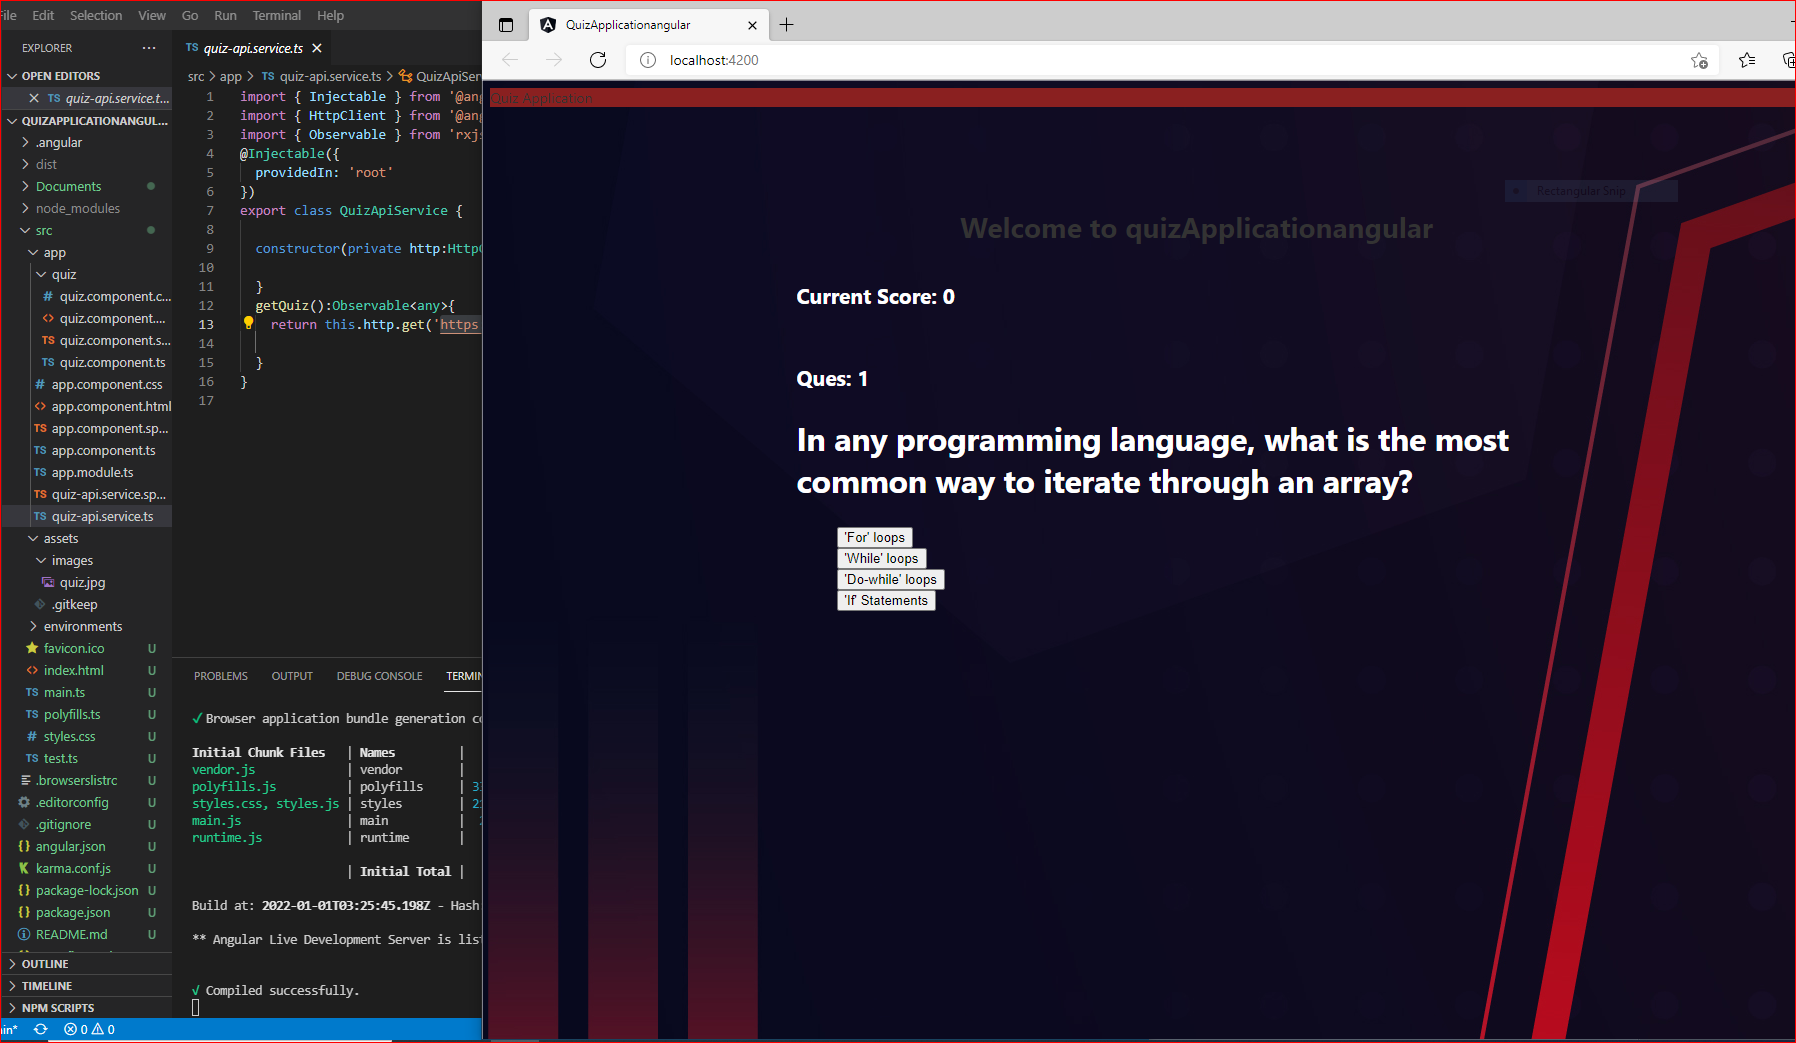 File Edit Selection View Go Run Terminal Help
EXPLORER ···
OPEN EDITORS
TS quiz-api.service.t...
QUIZAPPLICATIONANGUL...
.angular
dist
Documents
node_modules
src
app
quiz
# quiz.component.c...
<> quiz.component....
TS quiz.component.s...
TS quiz.component.ts
# app.component.css
<> app.component.html
TS app.component.sp...
TS app.component.ts
TS app.module.ts
TS quiz-api.service.sp...
TS quiz-api.service.ts
assets
images
quiz.jpg
.gitkeep
environments
favicon.ico U
<> index.html U
TS main.ts U
TS polyfills.ts U
# styles.css U
TS test.ts U
.browserslistrc U
.editorconfig U
.gitignore U
{} angular.json U
K karma.conf.js U
{} package-lock.json U
{} package.json U
README.md U
OUTLINE
TIMELINE
NPM SCRIPTS
in* 0 0
TS quiz-api.service.ts
src > app > TS quiz-api.service.ts > QuizApiSer
1 import { Injectable } from '@ang
2 import { HttpClient } from '@ang
3 import { Observable } from 'rxjs
4 @Injectable({
5 providedIn: 'root'
6 })
7 export class QuizApiService {
8
9 constructor(private http:HttpC
10
11 }
12 getQuiz():Observable<any>{
13 return this.http.get('https
14
15 }
16 }
17
PROBLEMS OUTPUT DEBUG CONSOLE TERMIN
√ Browser application bundle generation co
Initial Chunk Files | Names |
vendor.js | vendor |
polyfills.js | polyfills | 3
styles.css, styles.js | styles | 2
main.js | main |
runtime.js | runtime |
| Initial Total |
Build at: 2022-01-01T03:25:45.198Z - Hash
** Angular Live Development Server is list
√ Compiled successfully.
QuizApplicationangular
localhost:4200
Quiz Application
Rectangular Snip
Welcome to quizApplicationangular
Current Score: 0
Ques: 1
In any programming language, what is the most
common way to iterate through an array?
'For' loops
'While' loops
'Do-while' loops
'If' Statements